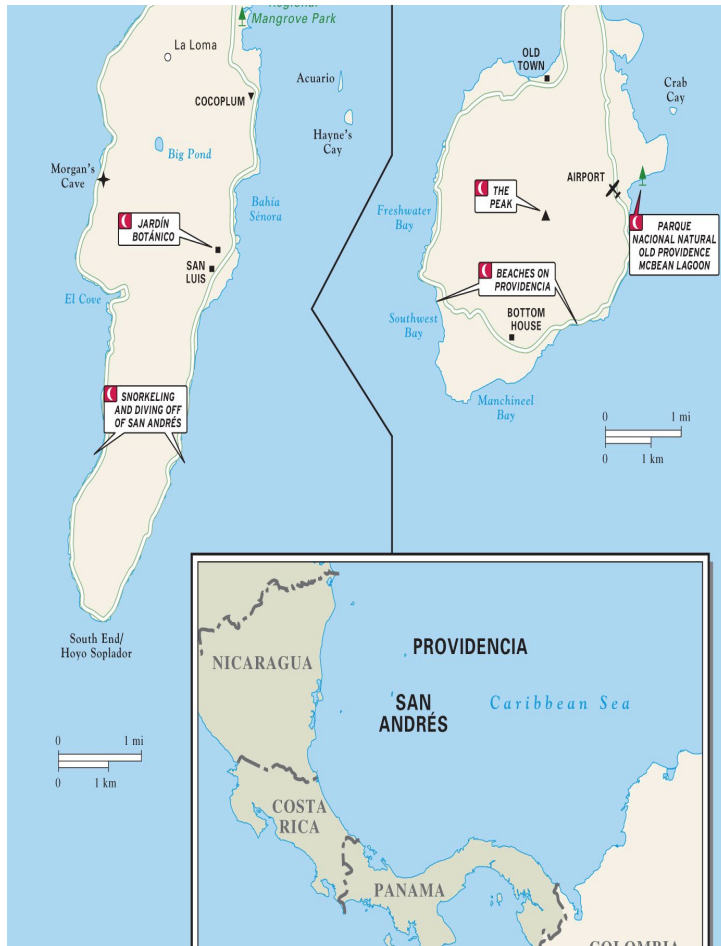 Regional
Mangrove Park
La Loma
COCOPLUM
Acuario
Hayne's
Cay
Big Pond
Morgan's
Cave
Bahía
Sénora
JARDÍN
BOTÁNICO
SAN
LUIS
El Cove
SNORKELING
AND DIVING OFF
OF SAN ANDRÉS
South End/
Hoyo Soplador
0 1 mi
0 1 km
OLD
TOWN
Crab
Cay
AIRPORT
THE
PEAK
Freshwater
Bay
PARQUE
NACIONAL NATURAL
OLD PROVIDENCE
MCBEAN LAGOON
BEACHES ON
PROVIDENCIA
Southwest
Bay
BOTTOM
HOUSE
Manchineel
Bay
0 1 mi
0 1 km
NICARAGUA
PROVIDENCIA
SAN
ANDRÉS
Caribbean Sea
COSTA
RICA
PANAMA
COLOMBIA